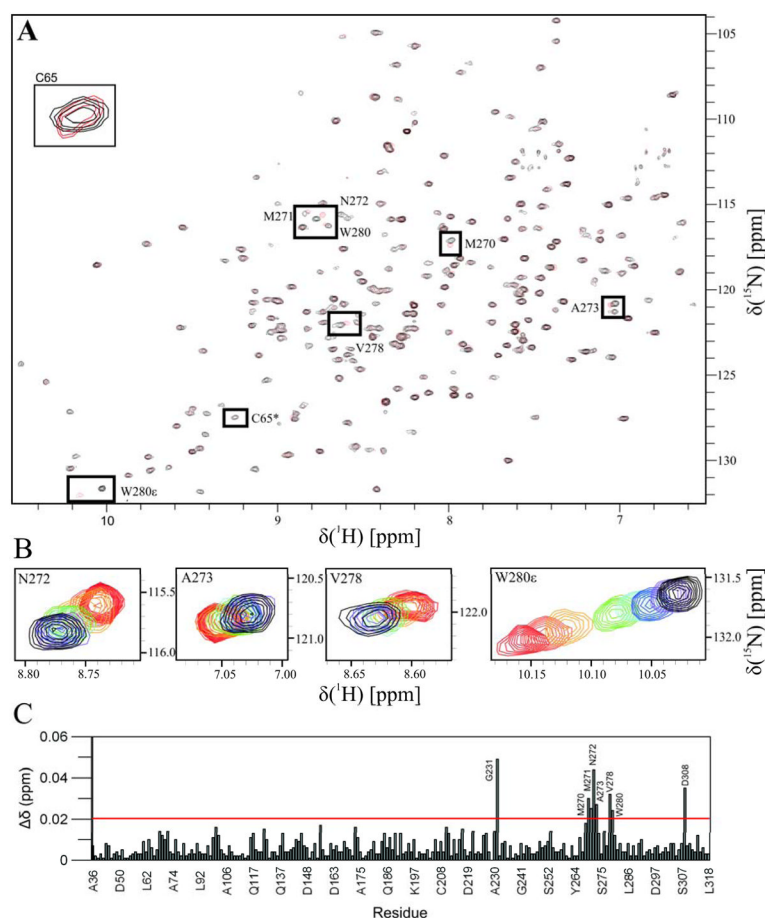 A
C65
105
110
115
120
125
130
N272
M271
W280
M270
A273
V278
C65*
W280ε
10
9
8
7
δ(¹H) [ppm]
δ(¹⁵N) [ppm]
B
N272
115.5
116.0
8.80
8.75
A273
120.5
121.0
7.05
7.00
V278
122.0
8.65
8.60
W280ε
131.5
132.0
10.15
10.10
10.05
δ(¹H) [ppm]
δ(¹⁵N) [ppm]
C
0.06
0.04
0.02
0
Δδ (ppm)
G231
M270
M271
N272
A273
V278
W280
D308
A36
D50
L62
A74
L92
A106
Q117
Q137
D148
D163
A175
Q186
K197
C208
D219
A230
G241
S252
Y264
S275
L286
D297
S307
L318
Residue